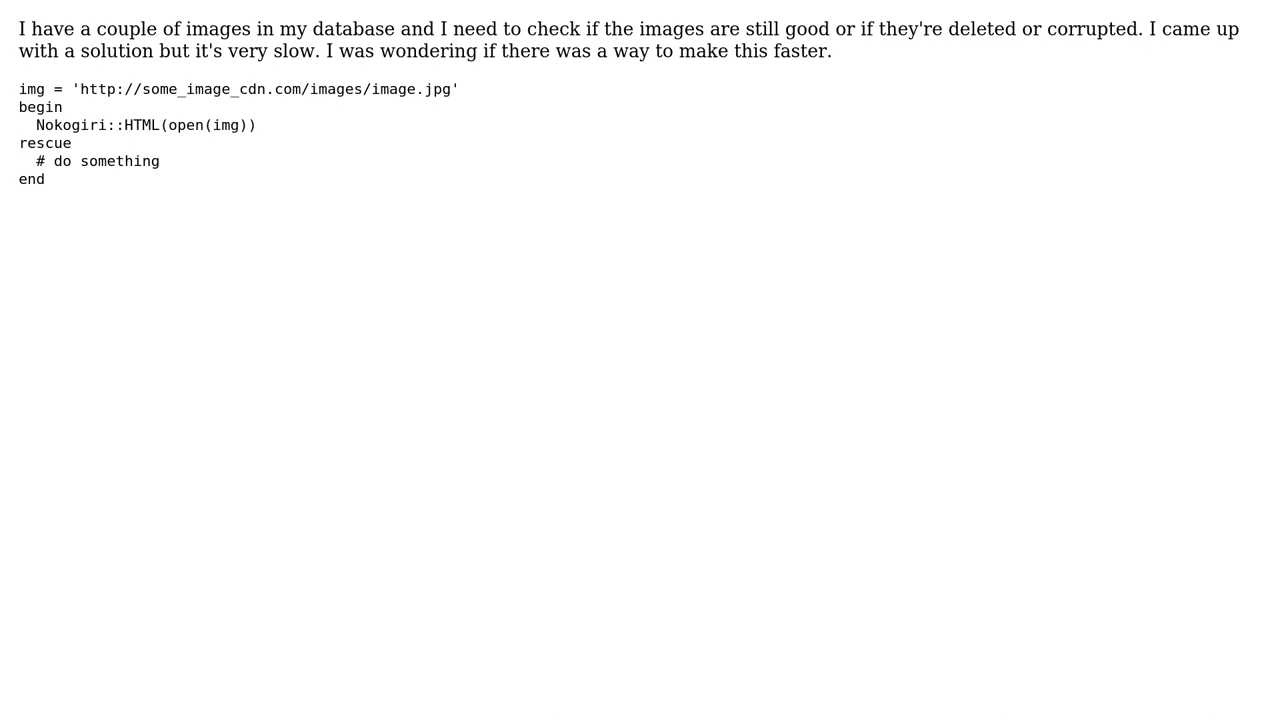 I have a couple of images in my database and I need to check if the images are still good or if they're deleted or corrupted. I came up
with a solution but it's very slow. I was wondering if there was a way to make this faster.
img = 'http://some_image_cdn.com/images/image.jpg'
begin
  Nokogiri::HTML(open(img))
rescue
  # do something
end